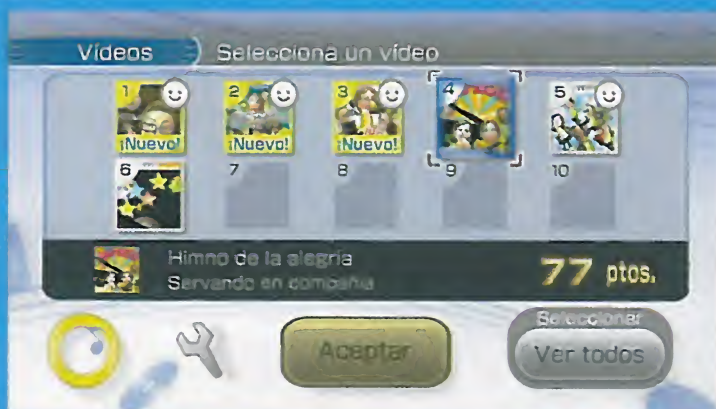 Vídeos
Selecciona un vídeo
1 2 3 4 5
¡Nuevo! ¡Nuevo! ¡Nuevo!
6 7 8 9 10
Himno de la alegría
Servando en compañía
77 ptos.
Seleccionar
Aceptar
Ver todos